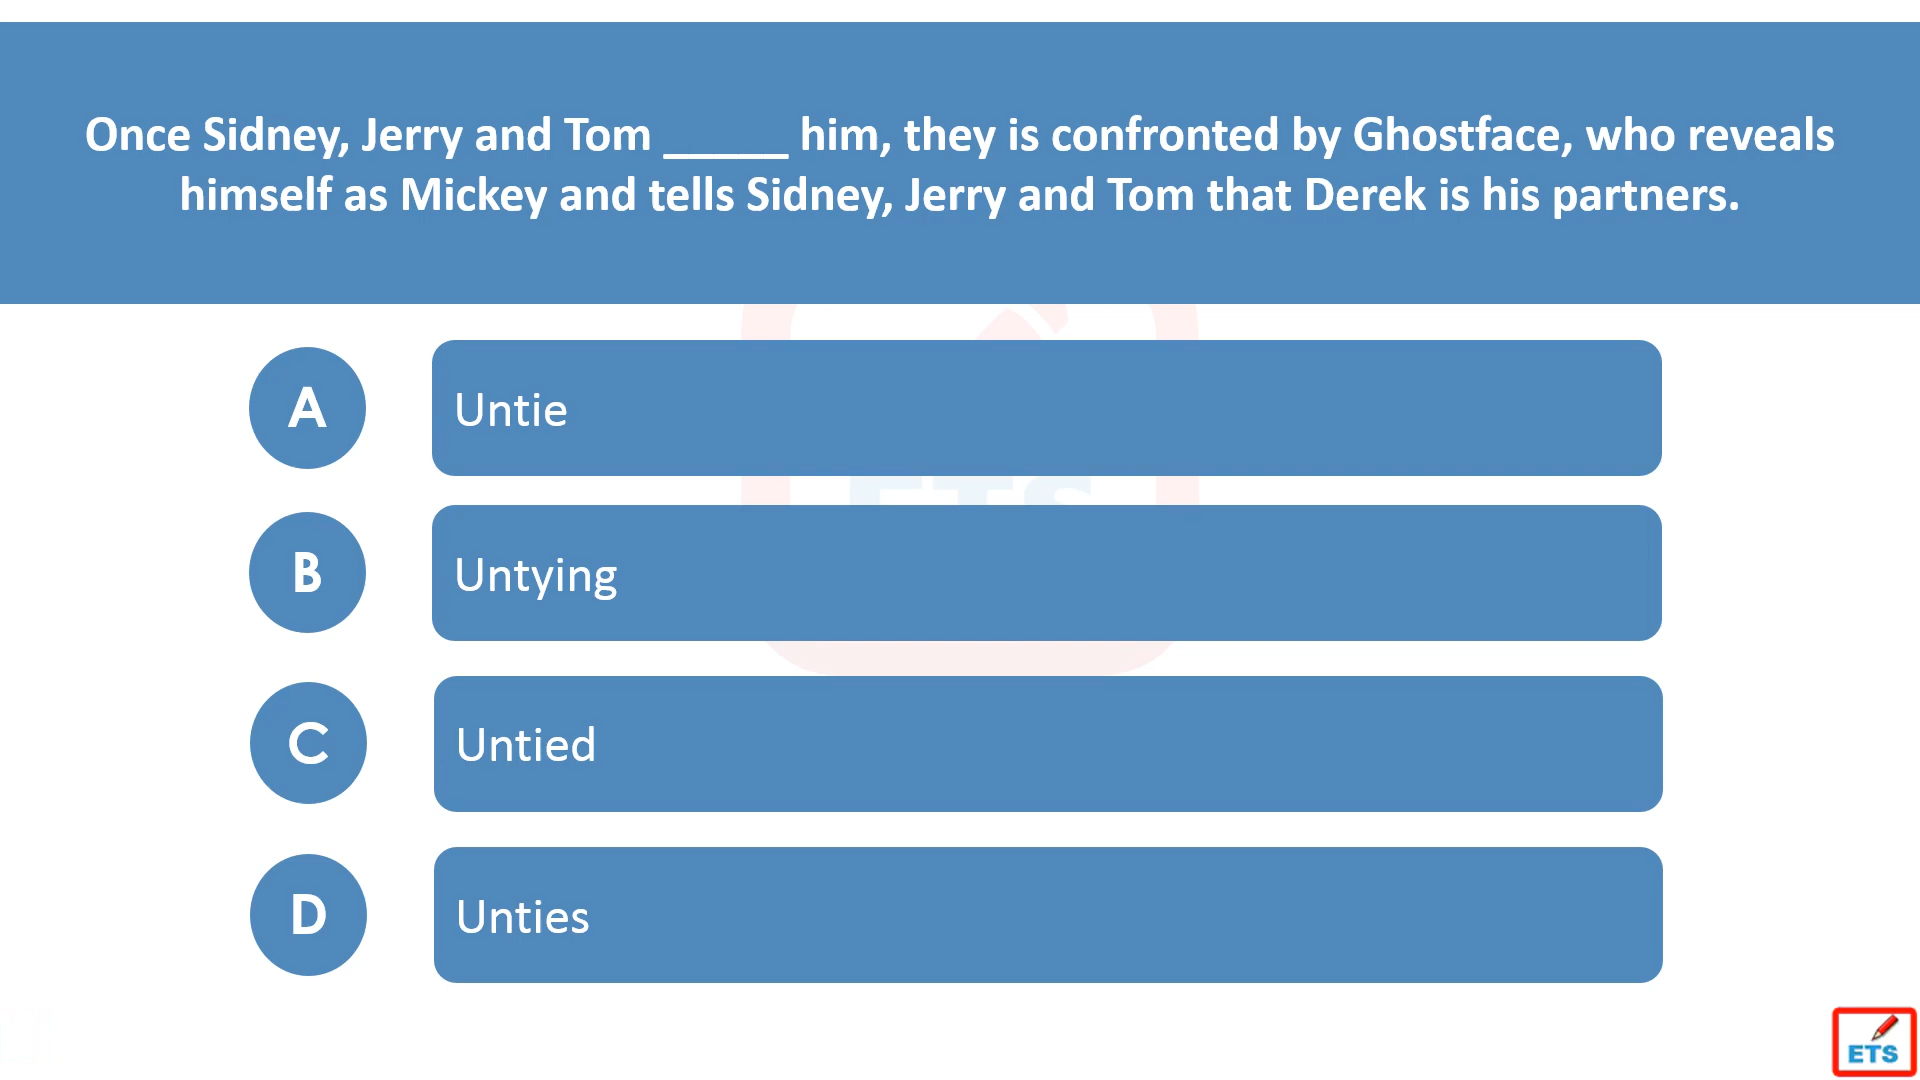 Once Sidney, Jerry and Tom _____ him, they is confronted by Ghostface, who reveals
himself as Mickey and tells Sidney, Jerry and Tom that Derek is his partners.
A
Untie
ETS
B
Untying
C
Untied
D
Unties
ETS